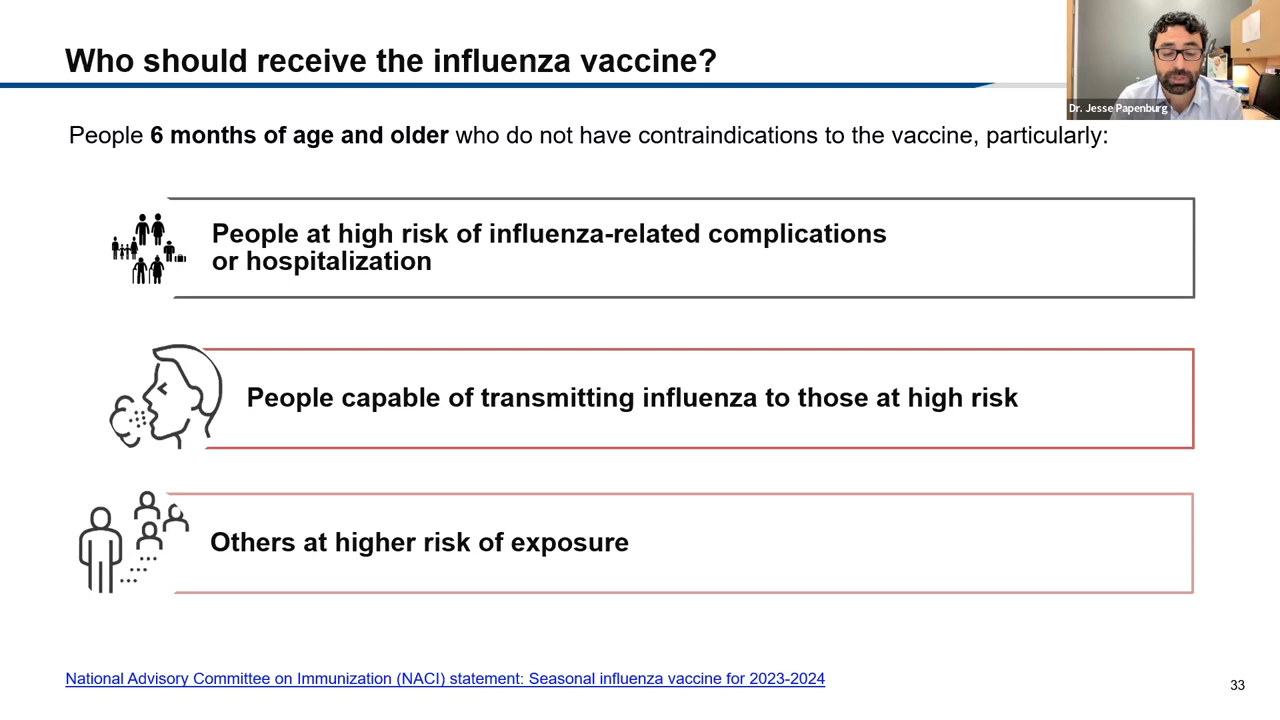 Who should receive the influenza vaccine?
Dr. Jesse Papenburg
People 6 months of age and older who do not have contraindications to the vaccine, particularly:
People at high risk of influenza-related complications
or hospitalization
People capable of transmitting influenza to those at high risk
Others at higher risk of exposure
National Advisory Committee on Immunization (NACI) statement: Seasonal influenza vaccine for 2023-2024
33